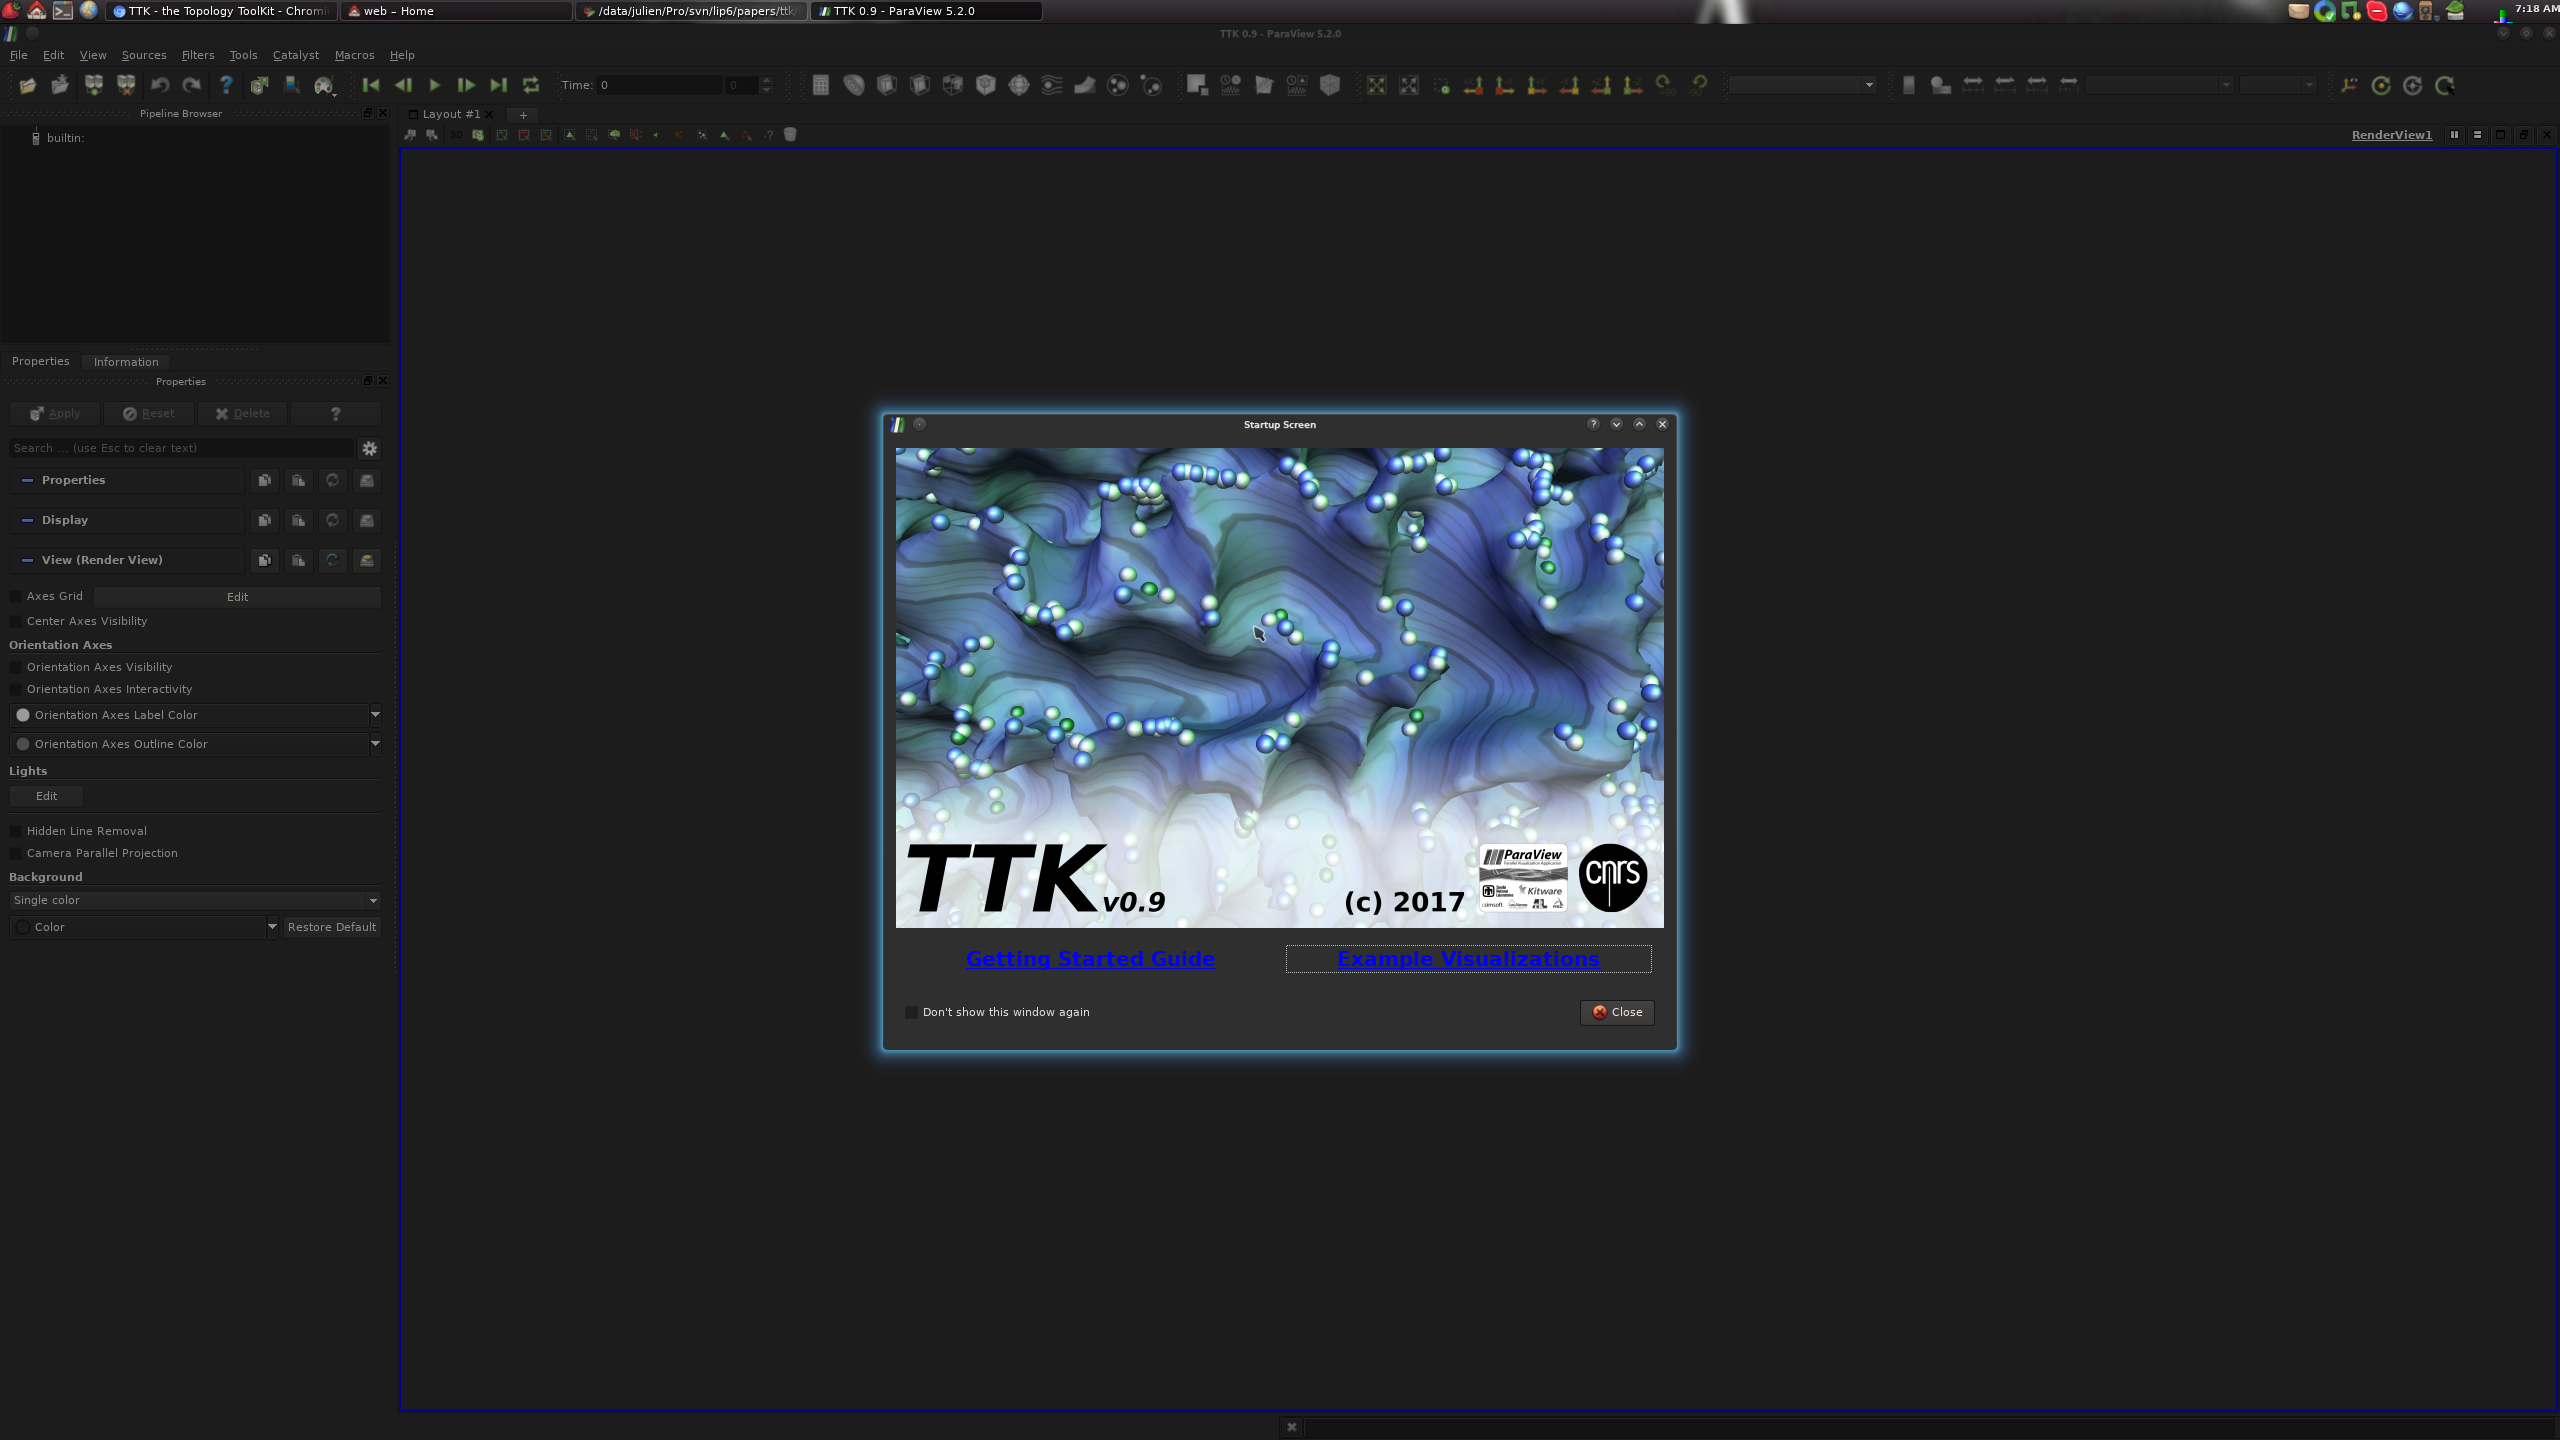 TTK - the Topology ToolKit - Chromi
web – Home
/data/julien/Pro/svn/lip6/papers/ttk/
TTK 0.9 - ParaView 5.2.0
7:18 AM
TTK 0.9 - ParaView 5.2.0
File Edit View Sources Filters Tools Catalyst Macros Help
Time: 0
0
Pipeline Browser
Layout #1
builtin:
3D
RenderView1
Properties Information
Properties
Apply Reset Delete ?
Search ... (use Esc to clear text)
Properties
Display
View (Render View)
Axes Grid Edit
Center Axes Visibility
Orientation Axes
Orientation Axes Visibility
Orientation Axes Interactivity
Orientation Axes Label Color
Orientation Axes Outline Color
Lights
Edit
Hidden Line Removal
Camera Parallel Projection
Background
Single color
Color Restore Default
Startup Screen
TTK v0.9
(c) 2017
ParaView
Kitware
cnrs
Getting Started Guide
Example Visualizations
Don't show this window again
Close